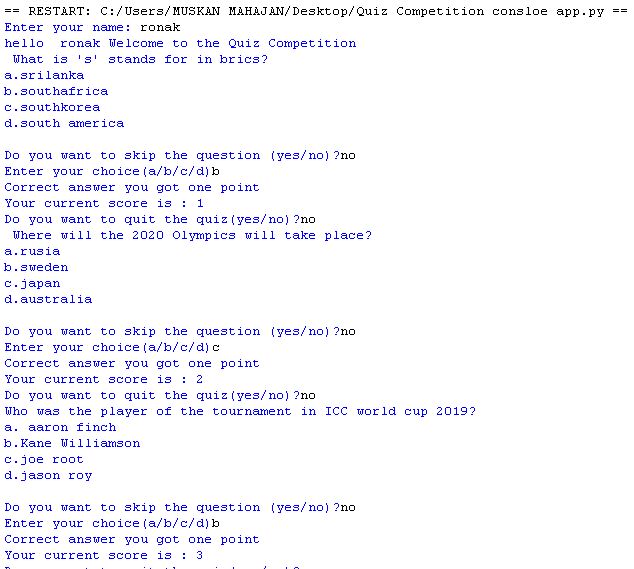 == RESTART: C:/Users/MUSKAN MAHAJAN/Desktop/Quiz Competition consloe app.py ==
Enter your name: ronak
hello  ronak Welcome to the Quiz Competition
What is 's' stands for in brics?
a.srilanka
b.southafrica
c.southkorea
d.south america
Do you want to skip the question (yes/no)?no
Enter your choice(a/b/c/d)b
Correct answer you got one point
Your current score is : 1
Do you want to quit the quiz(yes/no)?no
Where will the 2020 Olympics will take place?
a.rusia
b.sweden
c.japan
d.australia
Do you want to skip the question (yes/no)?no
Enter your choice(a/b/c/d)c
Correct answer you got one point
Your current score is : 2
Do you want to quit the quiz(yes/no)?no
Who was the player of the tournament in ICC world cup 2019?
a. aaron finch
b.Kane Williamson
c.joe root
d.jason roy
Do you want to skip the question (yes/no)?no
Enter your choice(a/b/c/d)b
Correct answer you got one point
Your current score is : 3